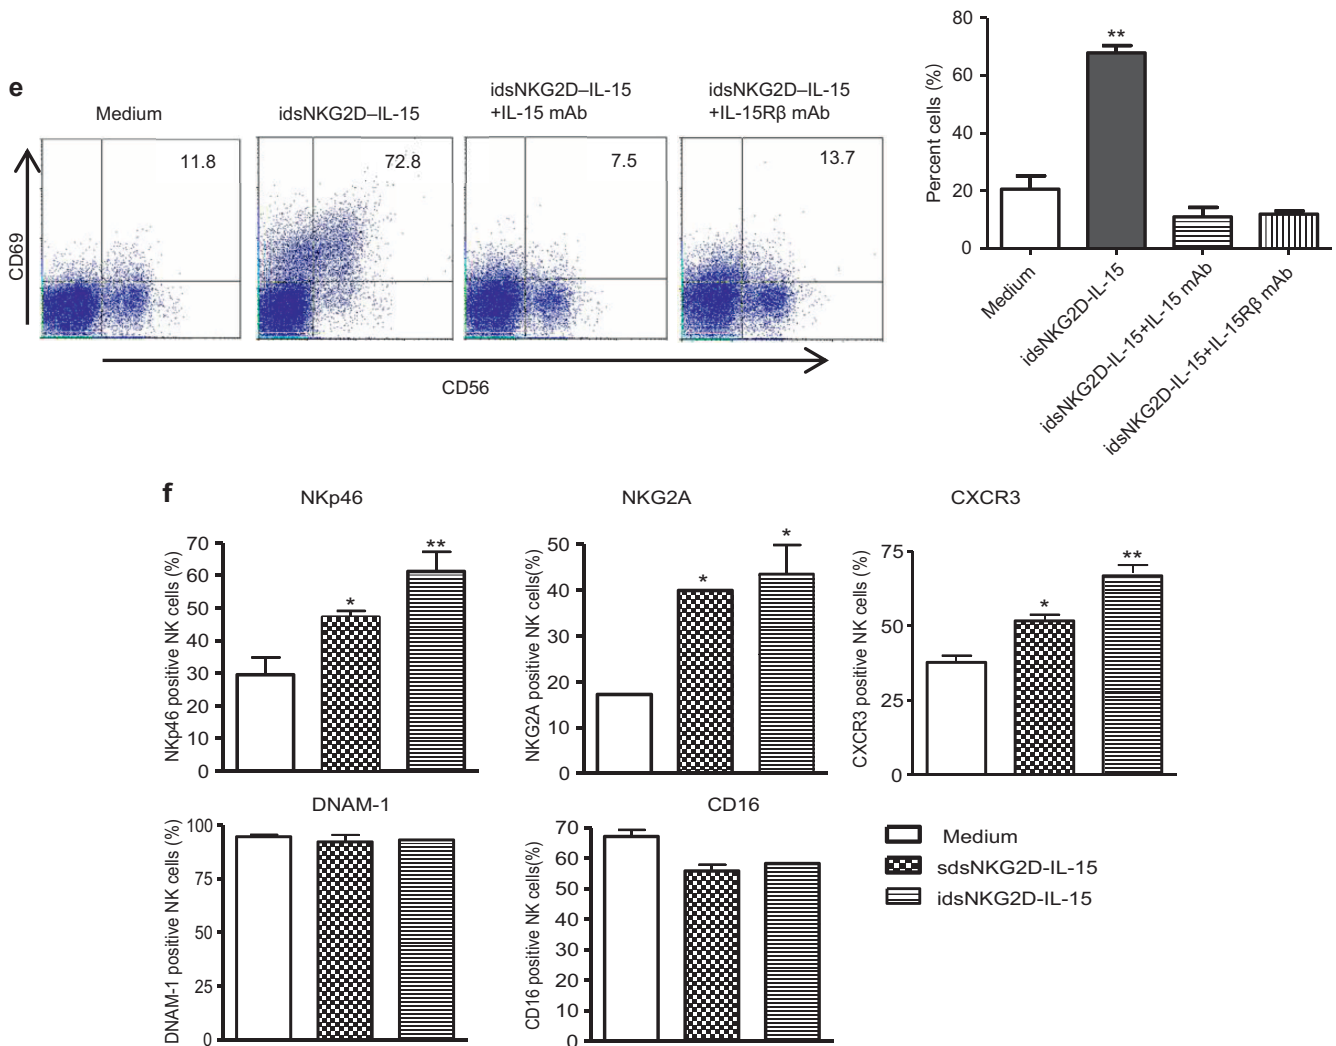 e
Medium
idsNKG2D–IL-15
idsNKG2D–IL-15
+IL-15 mAb
idsNKG2D–IL-15
+IL-15Rβ mAb
11.8
72.8
7.5
13.7
CD69
CD56
80
60
40
20
0
Percent cells (%)
Medium
idsNKG2D-IL-15
idsNKG2D-IL-15+IL-15 mAb
idsNKG2D-IL-15+IL-15Rβ mAb
**
f
NKp46
NKp46 positive NK cells (%)
70
60
50
40
30
20
10
0
*
**
NKG2A
NKG2A positive NK cells(%)
50
40
30
20
10
0
*
*
CXCR3
CXCR3 positive NK cells (%)
75
50
25
0
*
**
DNAM-1
DNAM-1 positive NK cells (%)
100
75
50
25
0
CD16
CD16 positive NK cells(%)
70
60
50
40
30
20
10
0
Medium
sdsNKG2D-IL-15
idsNKG2D-IL-15